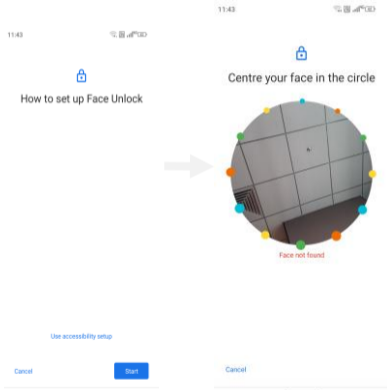 11:43
How to set up Face Unlock
Use accessibility setup
Cancel
Start
11:43
Centre your face in the circle
Face not found
Cancel